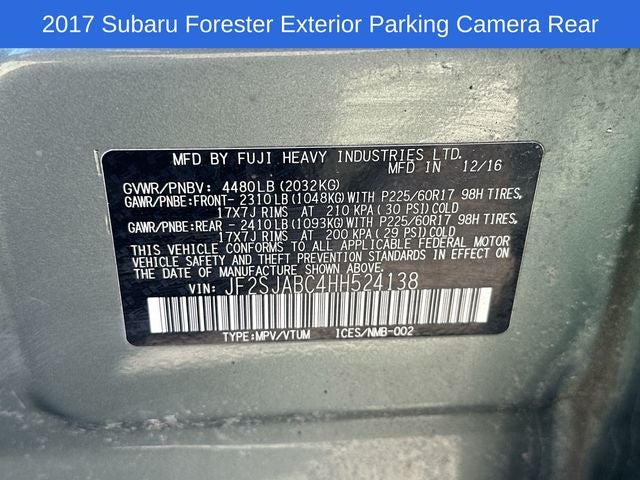 2017 Subaru Forester Exterior Parking Camera Rear
MFD BY FUJI HEAVY INDUSTRIES LTD.
MFD IN 12/16
GVWR/PNBV: 4480LB(2032KG)
GAWR/PNBE:FRONT- 2310LB(1048KG)WITH P225/60R17 98H TIRES,
17X7J RIMS AT 210 KPA(30 PSI)COLD
GAWR/PNBE:REAR - 2410LB(1093KG)WITH P225/60R17 98H TIRES,
17X7J RIMS AT 200 KPA(29 PSI)COLD
THIS VEHICLE CONFORMS TO ALL APPLICABLE FEDERAL MOTOR
VEHICLE SAFETY AND THEFT PREVENTION STANDARDS IN EFFECT ON
THE DATE OF MANUFACTURE SHOWN ABOVE.
VIN: JF2SJABC4HH524138
TYPE:MPV/VTUM ICES/NMB-002